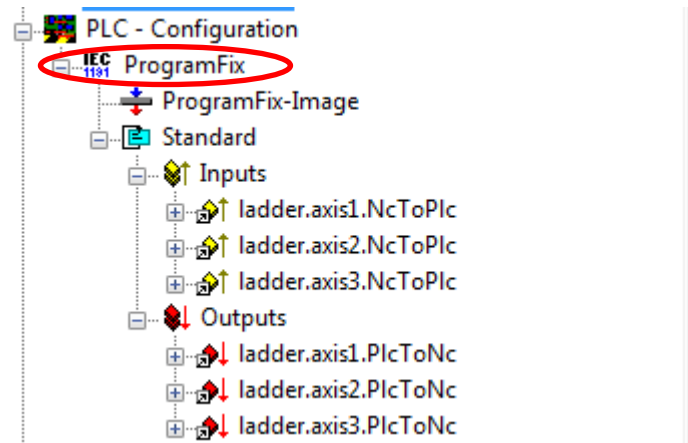 PLC - Configuration
IEC
1131 ProgramFix
ProgramFix-Image
Standard
Inputs
ladder.axis1.NcToPlc
ladder.axis2.NcToPlc
ladder.axis3.NcToPlc
Outputs
ladder.axis1.PlcToNc
ladder.axis2.PlcToNc
ladder.axis3.PlcToNc